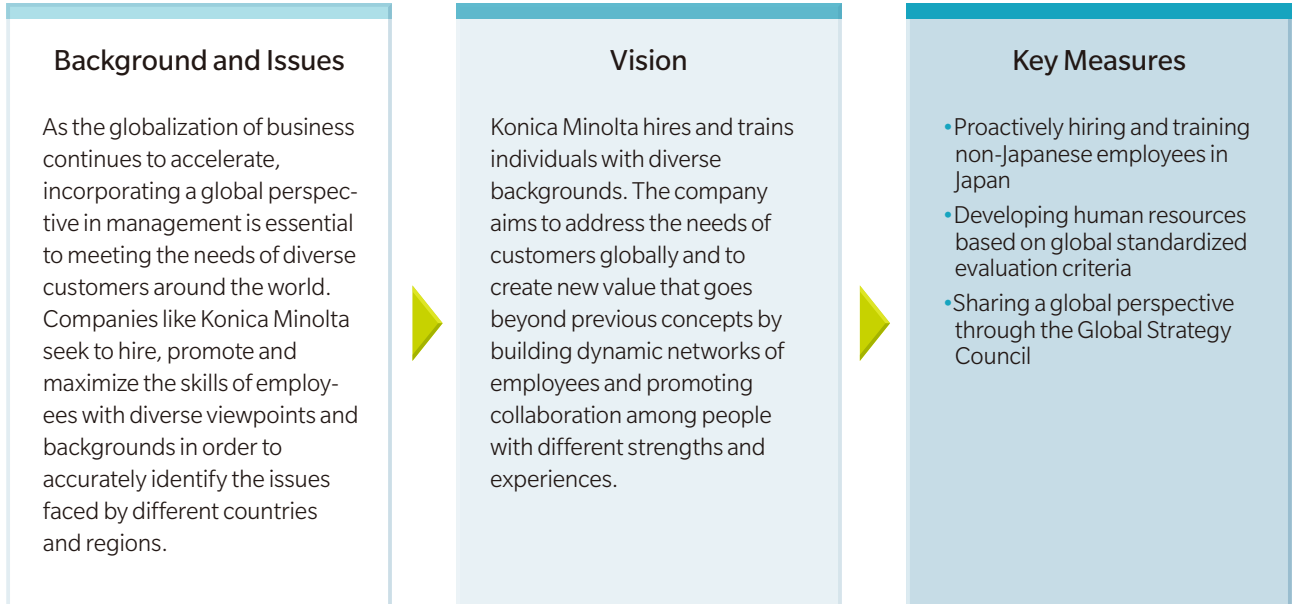 Background and Issues
As the globalization of business
continues to accelerate,
incorporating a global perspec-
tive in management is essential
to meeting the needs of diverse
customers around the world.
Companies like Konica Minolta
seek to hire, promote and
maximize the skills of employ-
ees with diverse viewpoints and
backgrounds in order to
accurately identify the issues
faced by different countries
and regions.
Vision
Konica Minolta hires and trains
individuals with diverse
backgrounds. The company
aims to address the needs of
customers globally and to
create new value that goes
beyond previous concepts by
building dynamic networks of
employees and promoting
collaboration among people
with different strengths and
experiences.
Key Measures
•Proactively hiring and training
non-Japanese employees in
Japan
•Developing human resources
based on global standardized
evaluation criteria
•Sharing a global perspective
through the Global Strategy
Council